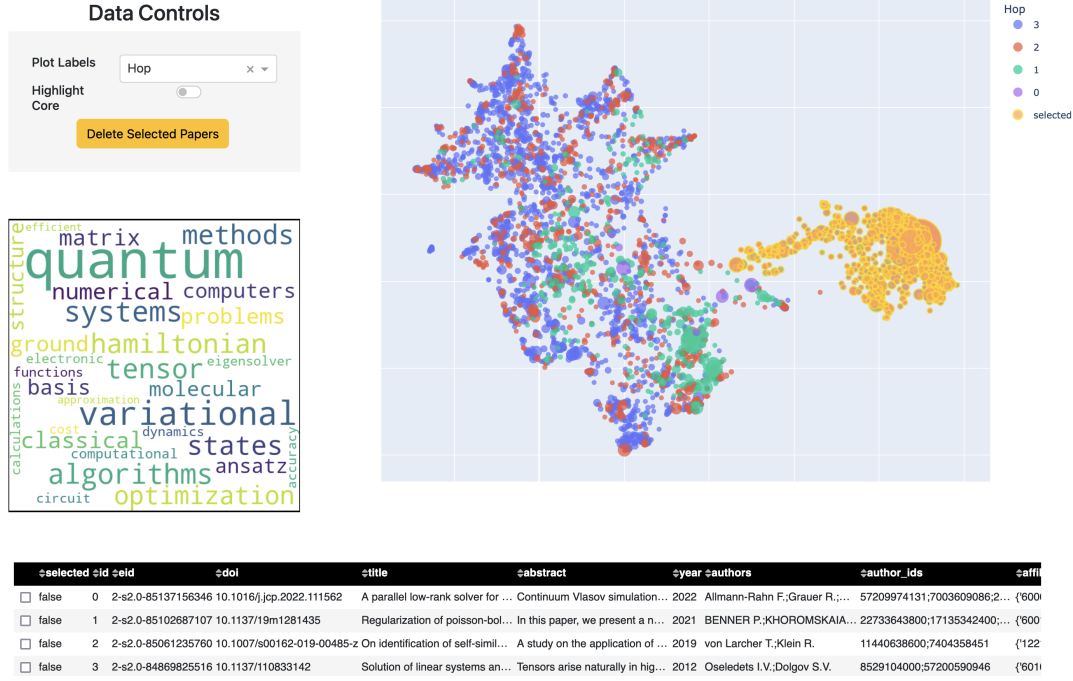 Data Controls
Plot Labels
Hop
Highlight
Core
Delete Selected Papers
Hop
3
2
1
0
selected
structure
efficient
matrix
methods
quantum
numerical
computers
systems
problems
ground
hamiltonian
electronic
tensor
eigensolver
functions
basis
molecular
approximation
variational
calculations
cost
dynamics
classical
states
accuracy
computational
algorithms
ansatz
circuit
optimization
selected id eid doi title abstract year authors author_ids affil
false 0 2-s2.0-85137156346 10.1016/j.jcp.2022.111562 A parallel low-rank solver for ... Continuum Vlasov simulation... 2022 Allmann-Rahn F.;Grauer R.;... 57209974131;7003609086;2... {'600
false 1 2-s2.0-85102687107 10.1137/19m1281435 Regularization of poisson-bol... In this paper, we present a n... 2021 BENNER P.;KHOROMSKAIA... 22733643800;17135342400;... {'600
false 2 2-s2.0-85061235760 10.1007/s00162-019-00485-z On identification of self-simil... A study on the application of ... 2019 von Larcher T.;Klein R. 11440638600;7404358451 {'122
false 3 2-s2.0-84869825516 10.1137/110833142 Solution of linear systems an... Tensors arise naturally in hig... 2012 Oseledets I.V.;Dolgov S.V. 8529104000;57200590946 {'601